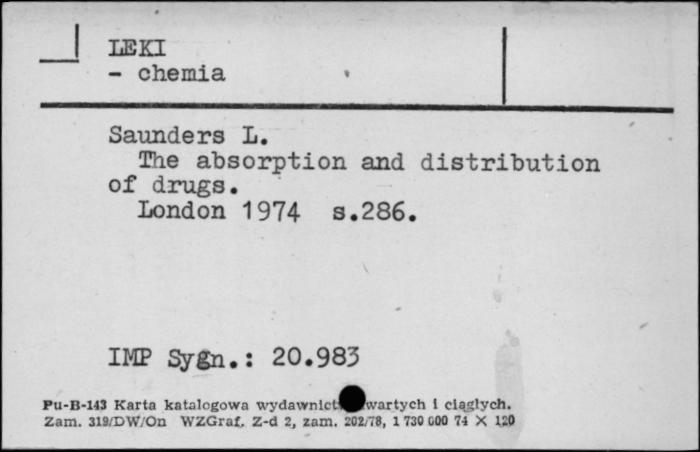 LEKI
- chemia
Saunders L.
The absorption and distribution
of drugs.
London 1974 s.286.
IMP Sygn.: 20.983
Pu-B-143 Karta katalogowa wydawnict wartych i ciągłych.
Zam. 319/DW/On WZGraf. Z-d 2, zam. 202/78, 1 730 000 74 X 120